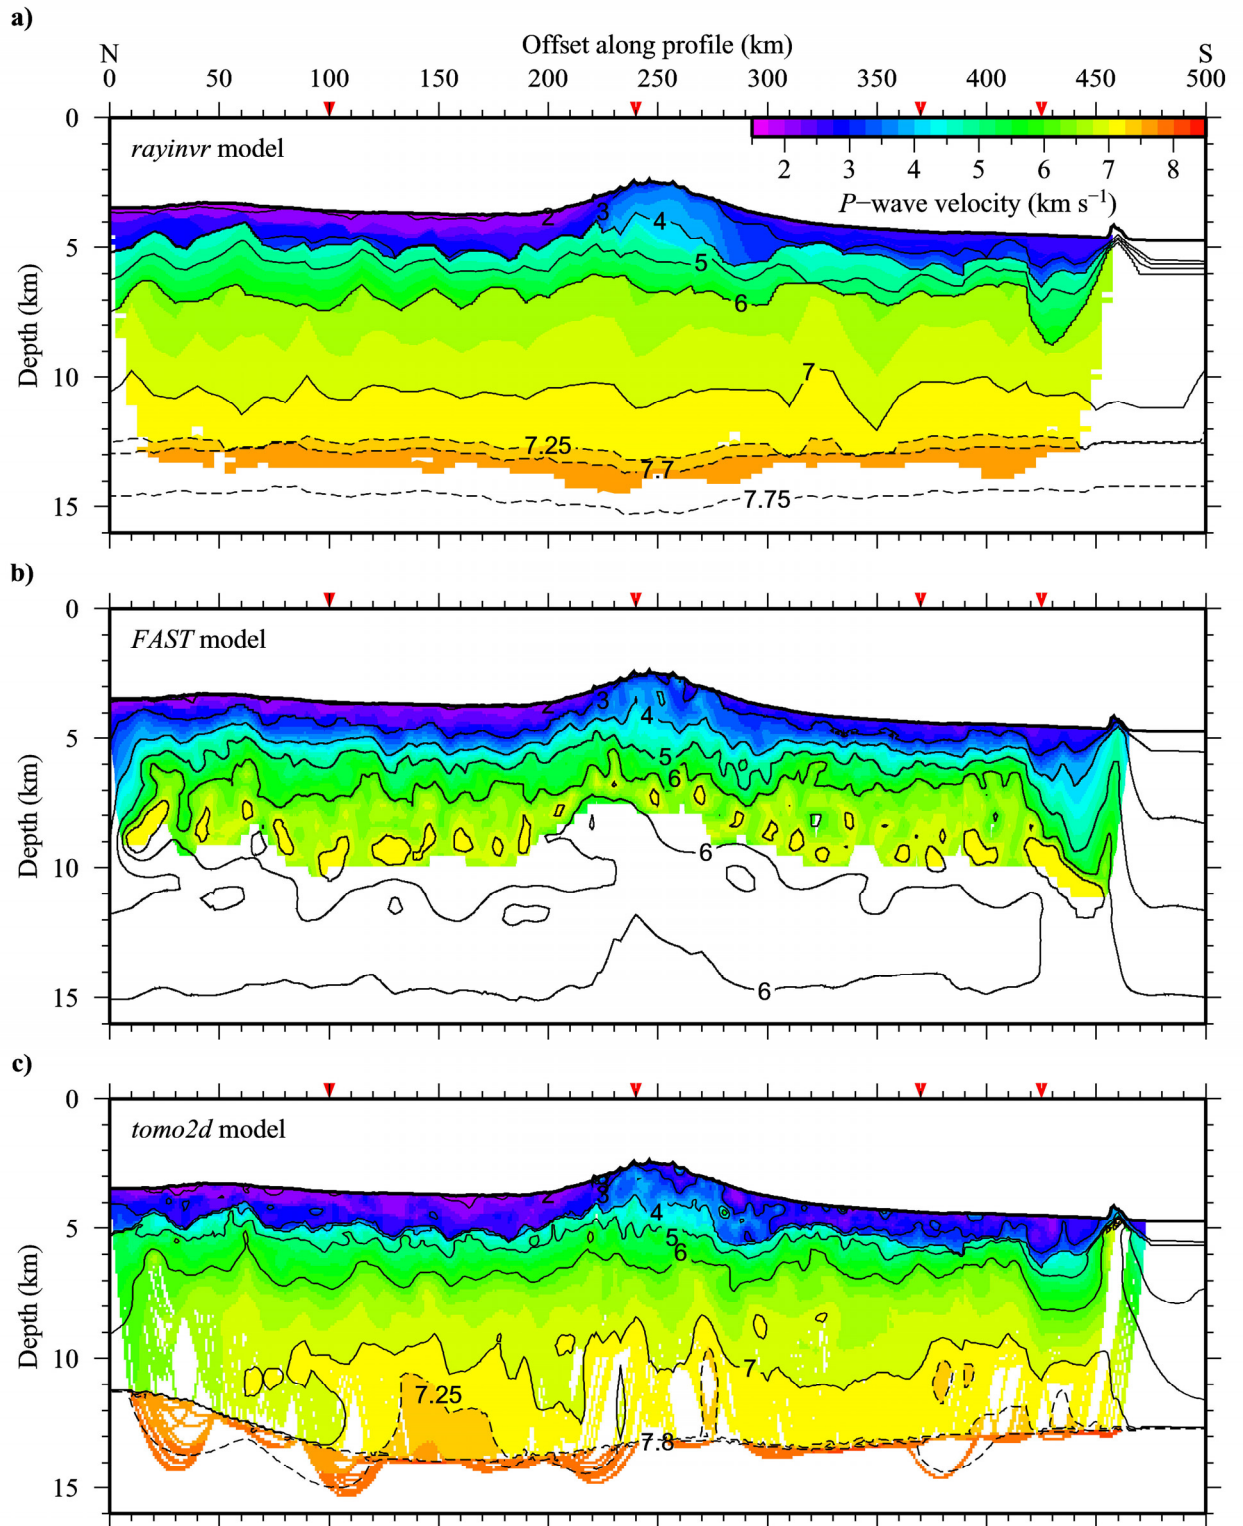 a)
Offset along profile (km)
N S
0 50 100 150 200 250 300 350 400 450 500
0
rayinvr model
2 3 4 5 6 7 8
P−wave velocity (km s⁻¹)
2 3 4
5
5
6
Depth (km)
10
7
7.25
7.7
15
7.75
b)
0
FAST model
2 3
4
5
5
6
Depth (km)
10
6
15
6
c)
0
tomo2d model
2 3
4
5
5
6
Depth (km)
10
7
7.25
7.8
15